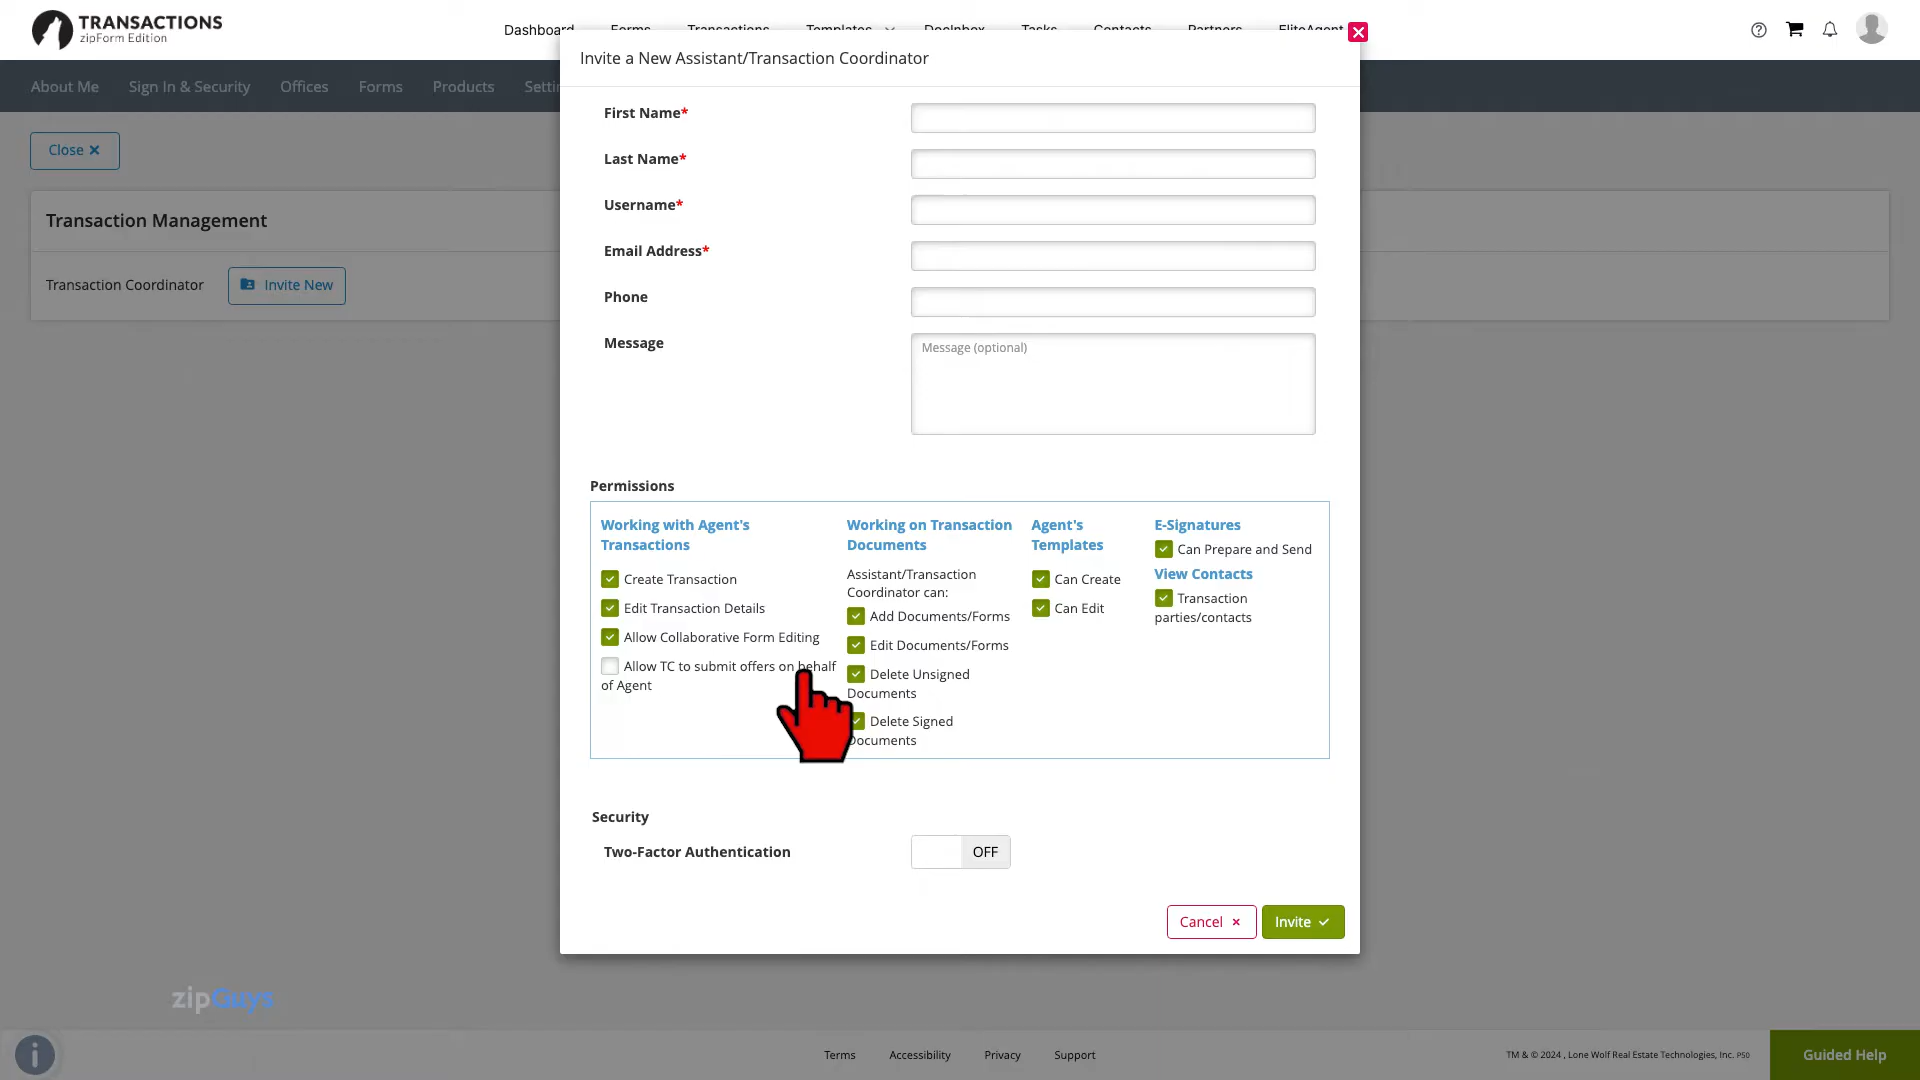 TRANSACTIONS
zipForm Edition
Dashboard Forms Transactions Templates DocInbox Tasks Contacts Partners EliteAgent
Invite a New Assistant/Transaction Coordinator
About Me Sign In & Security Offices Forms Products
First Name*
Last Name*
Username*
Email Address*
Phone
Message
Message (optional)
Close
Transaction Management
Transaction Coordinator Invite New
Permissions
Working with Agent's
Transactions
Create Transaction
Edit Transaction Details
Allow Collaborative Form Editing
Allow TC to submit offers on behalf
of Agent
Working on Transaction
Documents
Assistant/Transaction
Coordinator can:
Add Documents/Forms
Edit Documents/Forms
Delete Unsigned
Documents
Delete Signed
Documents
Agent's
Templates
Can Create
Can Edit
E-Signatures
Can Prepare and Send
View Contacts
Transaction
parties/contacts
Security
Two-Factor Authentication OFF
Cancel Invite
zipGuys
Terms Accessibility Privacy Support
TM & © 2024 , Lone Wolf Real Estate Technologies, Inc. PS0
Guided Help